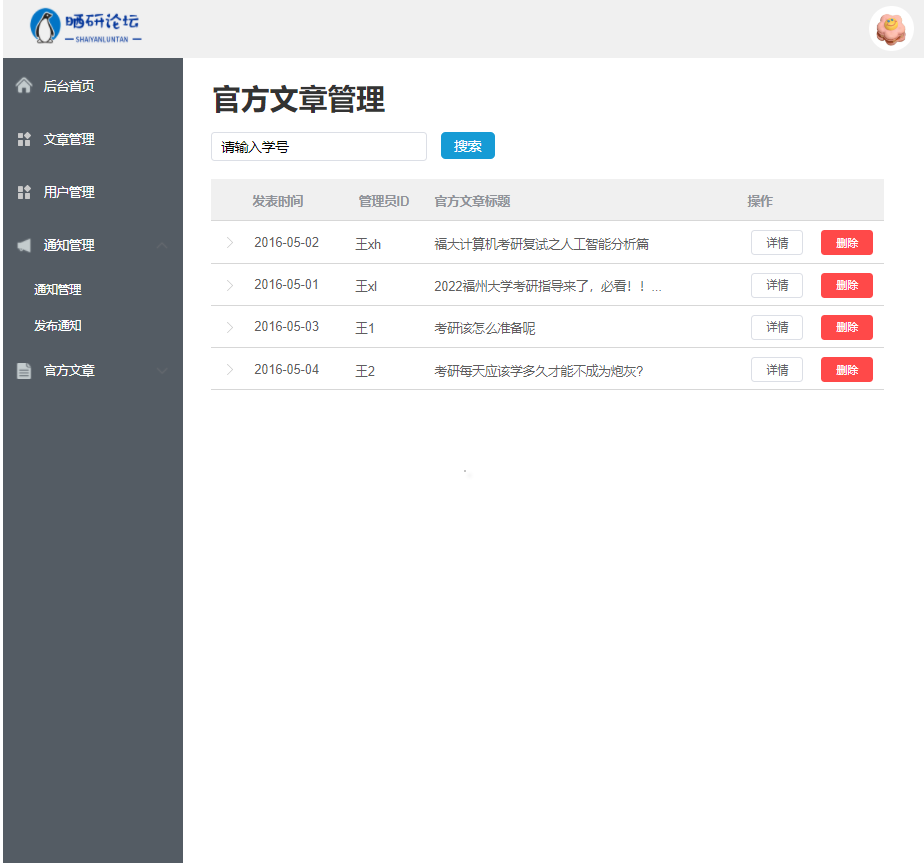 晒研论坛
SHAIYANLUNTAN
后台首页
文章管理
用户管理
通知管理
通知管理
发布通知
官方文章
官方文章管理
请输入学号 搜索
发表时间 管理员ID 官方文章标题 操作
2016-05-02 王xh 福大计算机考研复试之人工智能分析篇 详情 删除
2016-05-01 王xl 2022福州大学考研指导来了，必看！！... 详情 删除
2016-05-03 王1 考研该怎么准备呢 详情 删除
2016-05-04 王2 考研每天应该学多久才能不成为炮灰? 详情 删除